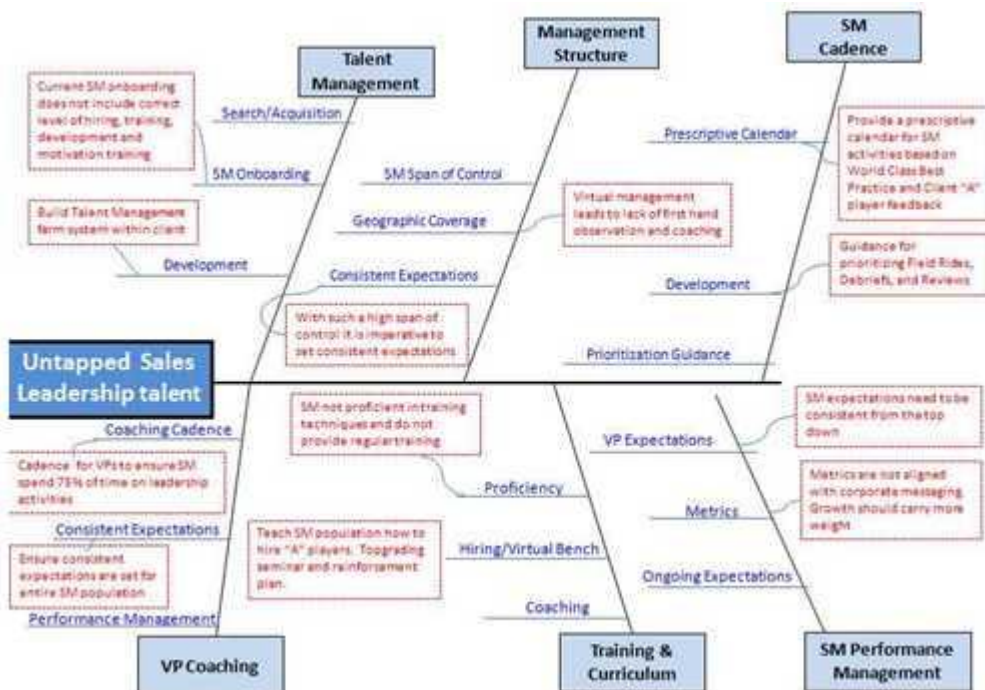 Talent
Management
Management
Structure
SM
Cadence
Current SM onboarding
does not include correct
level of hiring, training,
development and
motivation training
Search/Acquisition
SM Onboarding
Build Talent Management
farm system within client
Development
SM Span of Control
Geographic Coverage
Virtual management
leads to lack of first hand
observation and coaching
Consistent Expectations
With such a high span of
control it is imperative to
set consistent expectations
Prescriptive Calendar
Provide a prescriptive
calendar for SM
activities based on
World Class Best
Practice and Client "A"
player feedback
Development
Guidance for
prioritizing Field Rides,
Debriefs, and Reviews
Prioritization Guidance
Untapped Sales
Leadership talent
Coaching Cadence
Cadence for VPs to ensure SM
spend 75% of time on leadership
activities
Consistent Expectations
Ensure consistent
expectations are set for
entire SM population
Performance Management
VP Coaching
SM not proficient in training
techniques and do not
provide regular training
Proficiency
Teach SM population how to
hire "A" players. Topgrading
seminar and reinforcement
plan.
Hiring/Virtual Bench
Coaching
Training &
Curriculum
VP Expectations
SM expectations need to be
consistent from the top
down
Metrics
Metrics are not aligned
with corporate messaging
Growth should carry more
weight
Ongoing Expectations
SM Performance
Management